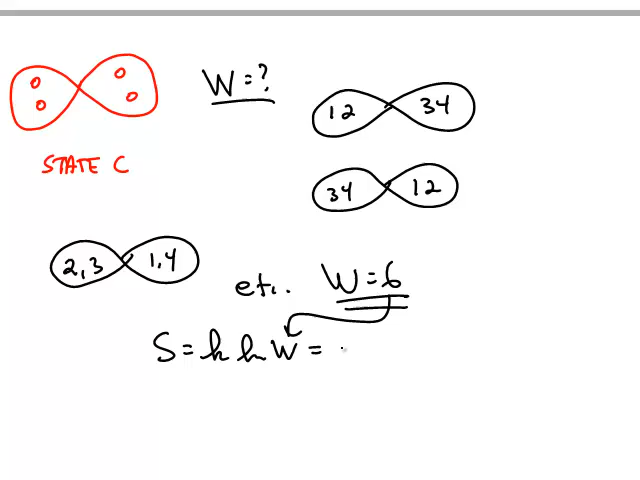 W = ?
12 34
STATE C
34 12
2,3 1,4
etc. W = 6
S = k ln W =